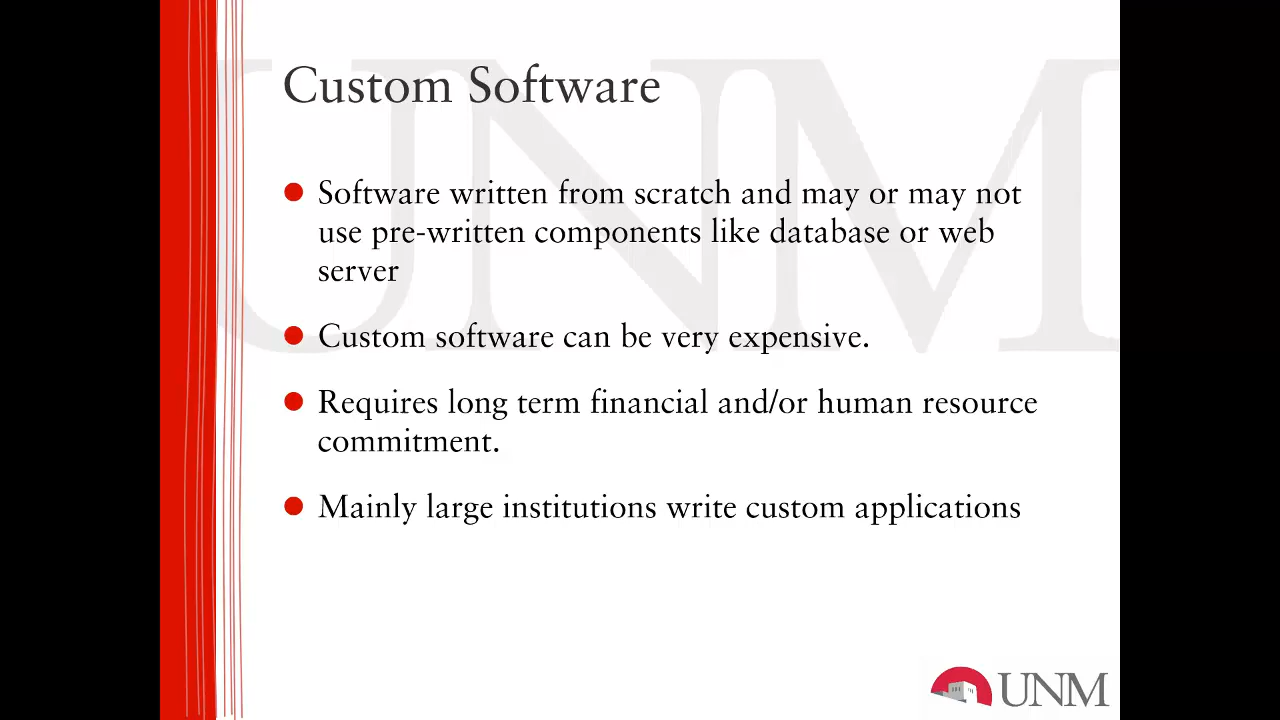 Custom Software
Software written from scratch and may or may not
use pre-written components like database or web
server
Custom software can be very expensive.
Requires long term financial and/or human resource
commitment.
Mainly large institutions write custom applications
UNM
UNM